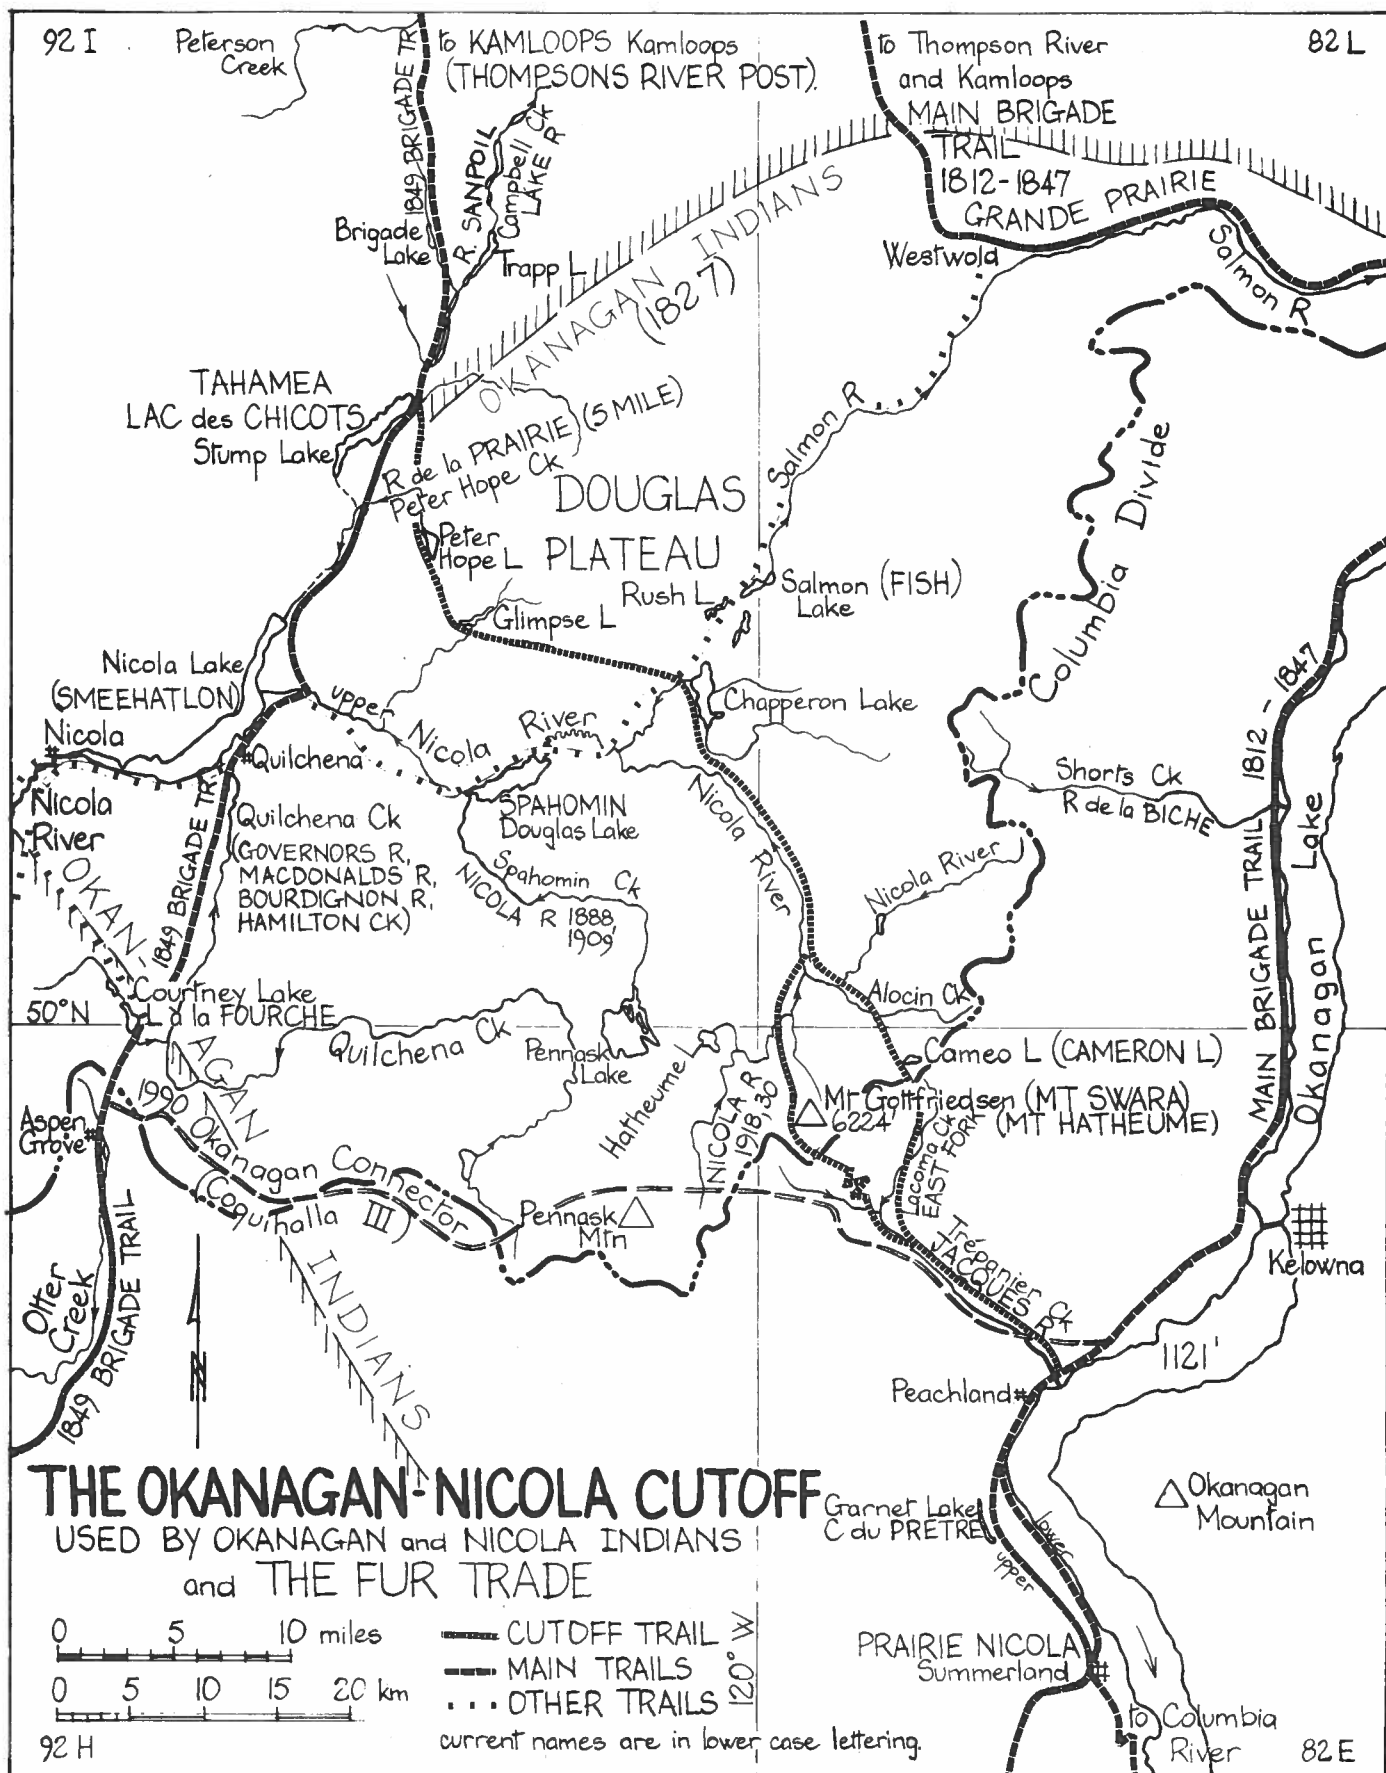 92 I
Peterson
Creek
1849 BRIGADE TR
to KAMLOOPS Kamloops
(THOMPSONS RIVER POST).
to Thompson River
and Kamloops
MAIN BRIGADE
TRAIL
1812-1847
82 L
GRANDE PRAIRIE
R. SANPOIL
Campbell Ck
LAKE R
Brigade
Lake
Trapp L
OKANAGAN INDIANS
(1827)
Westwold
Salmon R
TAHAMEA
LAC des CHICOTS
Stump Lake
R de la PRAIRIE (5 MILE)
Peter Hope Ck
Salmon R
DOUGLAS
PLATEAU
Columbia Divide
Peter
Hope L
Rush L
Salmon (FISH)
Lake
Glimpse L
Nicola Lake
(SMEEHATLON)
upper Nicola River
Chapperon Lake
Nicola
Quilchena
Shorts Ck
R de la BICHE
MAIN BRIGADE TRAIL 1812-1847
Okanagan Lake
Nicola
River
1849 BRIGADE TR
Quilchena Ck
(GOVERNORS R,
MACDONALDS R,
BOURDIGNON R,
HAMILTON CK)
SPAHOMIN
Douglas Lake
Nicola River
Spahomin Ck
NICOLA R 1888
1909
Nicola River
OKAN-
AGAN
INDIANS
Courtney Lake
L à la FOURCHE
50°N
Quilchena Ck
Pennask
Lake
Alocin Ck
Hatheume L
Cameo L (CAMERON L)
NICOLA R
1918,30
Mt Gottfriedsen (MT SWARA)
6224' (MT HATHEUME)
Aspen
Grove
1990 Okanagan Connector
(Coquihalla III)
Lacoma Ck
EAST FORK
Pennask
Mtn
Trépanier Ck
JACQUES R
Kelowna
Otter
Creek
1849 BRIGADE TRAIL
N
1121'
Peachland
THE OKANAGAN-NICOLA CUTOFF
USED BY OKANAGAN and NICOLA INDIANS
and THE FUR TRADE
Garnet Lake
C du PRETRE
lower
upper
Okanagan
Mountain
0 5 10 miles
0 5 10 15 20 km
CUTOFF TRAIL
MAIN TRAILS
OTHER TRAILS
120° W
PRAIRIE NICOLA
Summerland
to Columbia
River
92 H
current names are in lower case lettering.
82 E